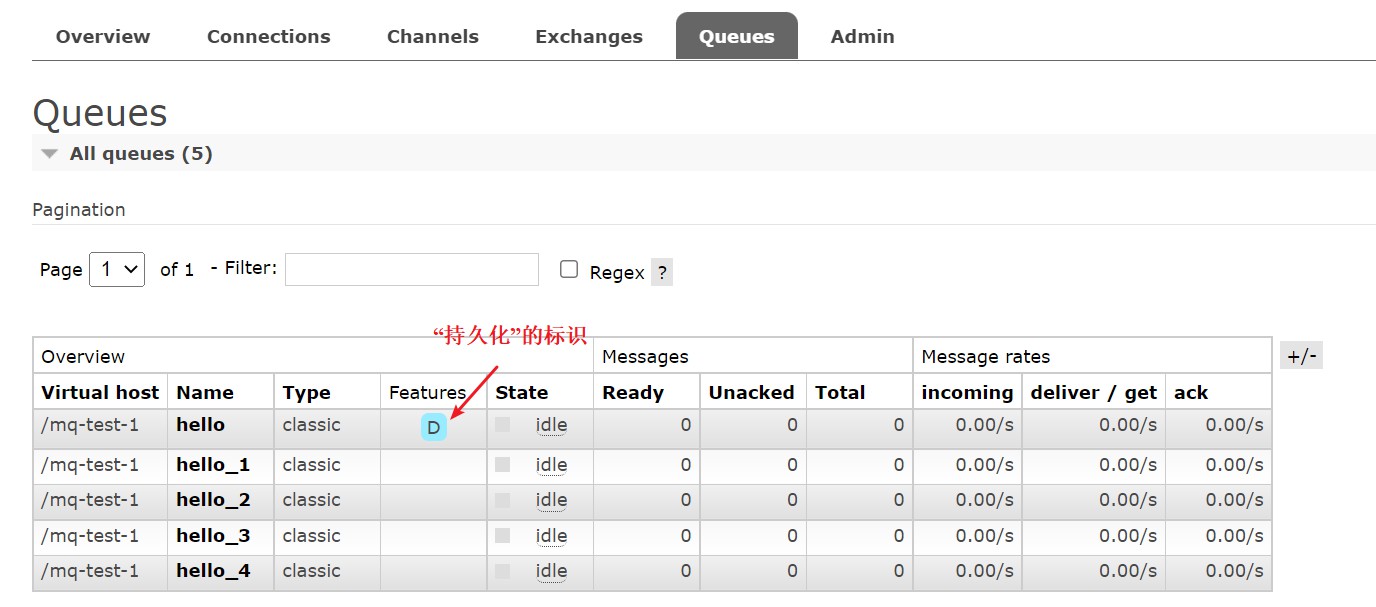 Overview Connections Channels Exchanges Queues Admin
Queues
All queues (5)
Pagination
Page 1 of 1 - Filter: Regex ?
“持久化”的标识
Overview Messages Message rates +/-
Virtual host Name Type Features State Ready Unacked Total incoming deliver / get ack
/mq-test-1 hello classic D idle 0 0 0 0.00/s 0.00/s 0.00/s
/mq-test-1 hello_1 classic idle 0 0 0 0.00/s 0.00/s 0.00/s
/mq-test-1 hello_2 classic idle 0 0 0 0.00/s 0.00/s 0.00/s
/mq-test-1 hello_3 classic idle 0 0 0 0.00/s 0.00/s 0.00/s
/mq-test-1 hello_4 classic idle 0 0 0 0.00/s 0.00/s 0.00/s